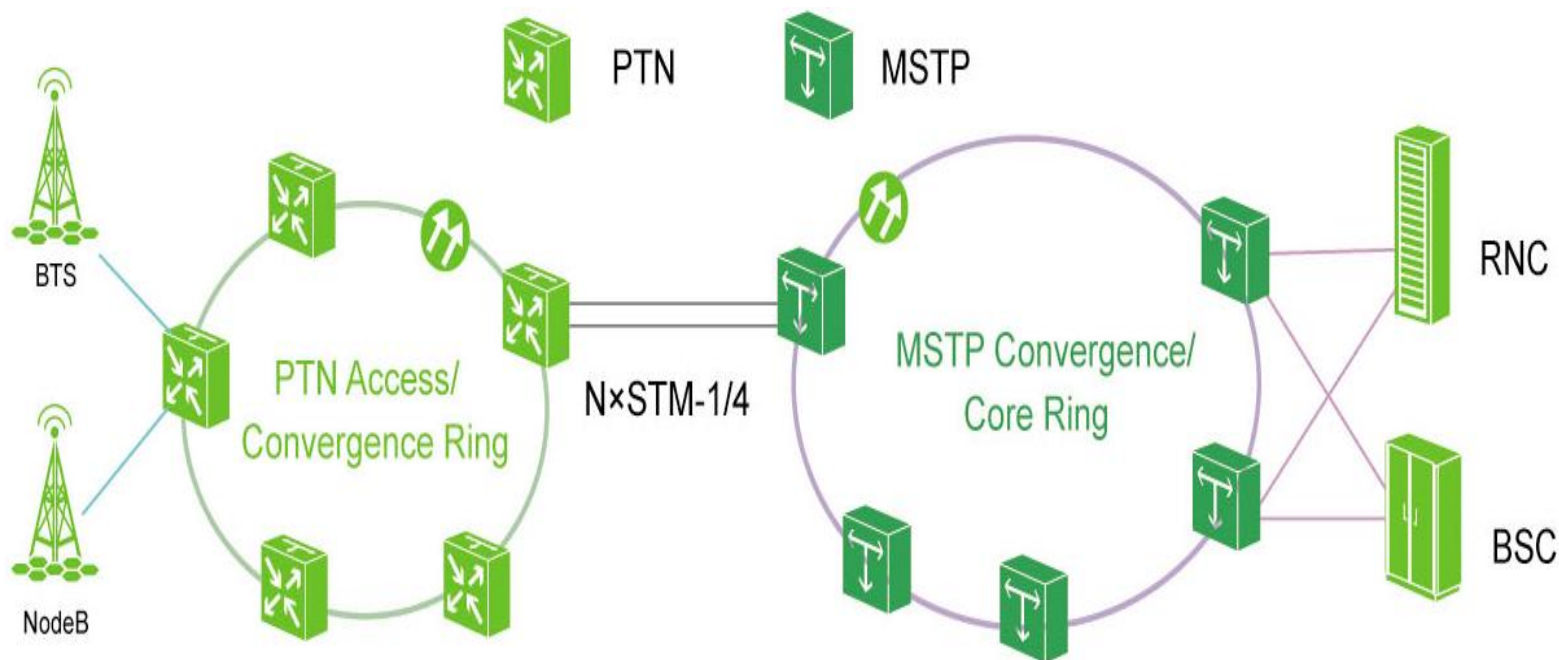 PTN
MSTP
BTS
RNC
PTN Access/
Convergence Ring
N×STM-1/4
MSTP Convergence/
Core Ring
NodeB
BSC